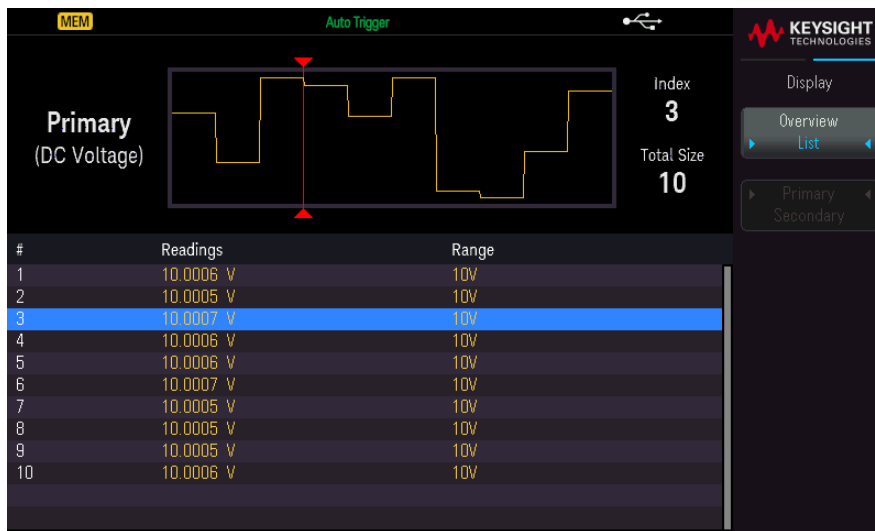 MEM Auto Trigger
KEYSIGHT
TECHNOLOGIES
Display
Overview
List
Primary
Secondary
Primary
(DC Voltage)
Index
3
Total Size
10
# Readings Range
1 10.0006 V 10V
2 10.0005 V 10V
3 10.0007 V 10V
4 10.0006 V 10V
5 10.0006 V 10V
6 10.0007 V 10V
7 10.0005 V 10V
8 10.0005 V 10V
9 10.0005 V 10V
10 10.0006 V 10V